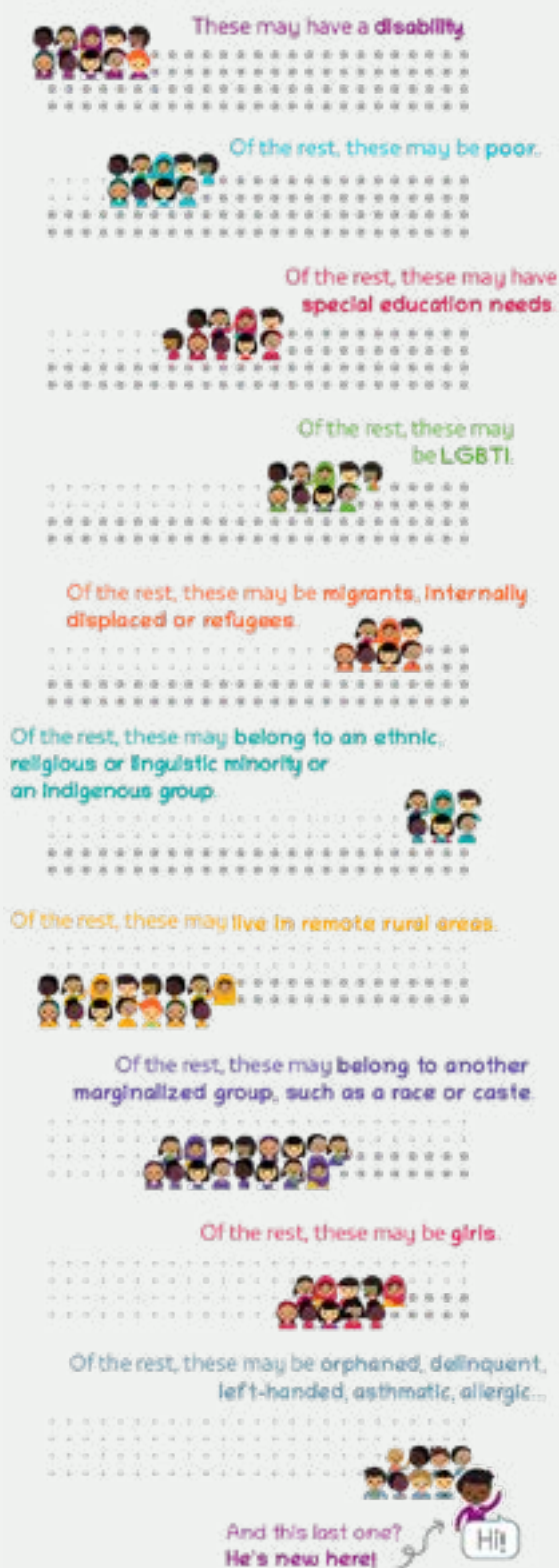 These may have a disability.
Of the rest, these may be poor.
Of the rest, these may have
special education needs.
Of the rest, these may
be LGBTI.
Of the rest, these may be migrants, internally
displaced or refugees.
Of the rest, these may belong to an ethnic,
religious or linguistic minority or
an indigenous group.
Of the rest, these may live in remote rural areas.
Of the rest, these may belong to another
marginalized group, such as a race or caste.
Of the rest, these may be girls.
Of the rest, these may be orphaned, delinquent,
left-handed, asthmatic, allergic...
And this last one?
He's new here!
Hi!